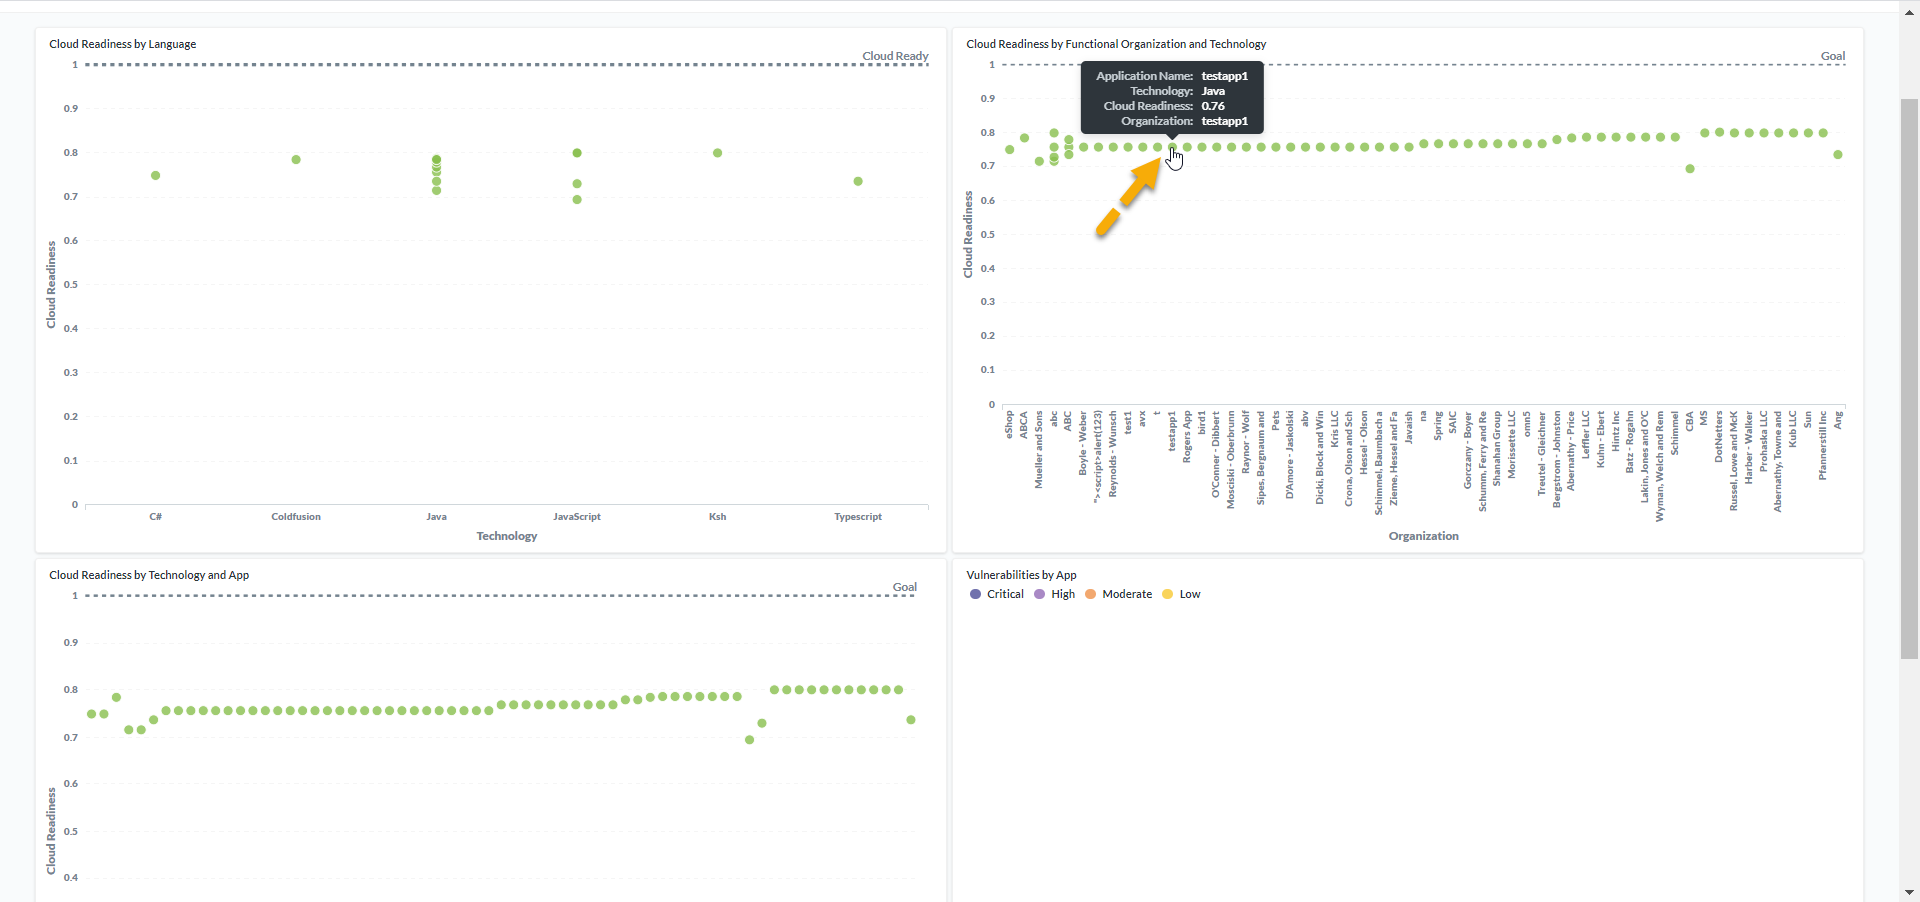 Cloud Readiness by Language
Cloud Ready
1
0.9
0.8
0.7
0.6
0.5
0.4
0.3
0.2
0.1
0
Cloud Readiness
C#
Coldfusion
Java
JavaScript
Ksh
Typescript
Technology
Cloud Readiness by Functional Organization and Technology
Goal
1
0.9
0.8
0.7
0.6
0.5
0.4
0.3
0.2
0.1
0
Cloud Readiness
Application Name: testapp1
Technology: Java
Cloud Readiness: 0.76
Organization: testapp1
eShop
ABCA
Mueller and Sons
abc
ABC
Boyle - Weber
"><script>alert(123)
Reynolds - Wunsch
test1
avx
t
testapp1
Rogers App
bird1
O'Conner - Dibbert
Mosciski - Oberbrunn
Raynor - Wolf
Sipes, Bergnaum and
Pets
D'Amore - Jaskolski
abv
Dicki, Block and Win
Kris LLC
Crona, Olson and Sch
Hessel - Olson
Schimmel, Baumbach a
Zieme, Hessel and Fa
Javaish
na
Spring
SAIC
Gorczany - Boyer
Schumm, Ferry and Re
Shanahan Group
Morissette LLC
omn5
Treutel - Gleichner
Bergstrom - Johnston
Abernathy - Price
Leffler LLC
Kuhn - Ebert
Hintz Inc
Batz - Rogahn
Lakin, Jones and O'C
Wyman, Welch and Rem
Schimmel
CBA
MS
DotNetters
Russel, Lowe and McK
Harber - Walker
Prohaska LLC
Abernathy, Towne and
Kub LLC
Sun
Pfannerstill Inc
Ang
Organization
Cloud Readiness by Technology and App
Goal
1
0.9
0.8
0.7
0.6
0.5
0.4
Cloud Readiness
Vulnerabilities by App
Critical High Moderate Low